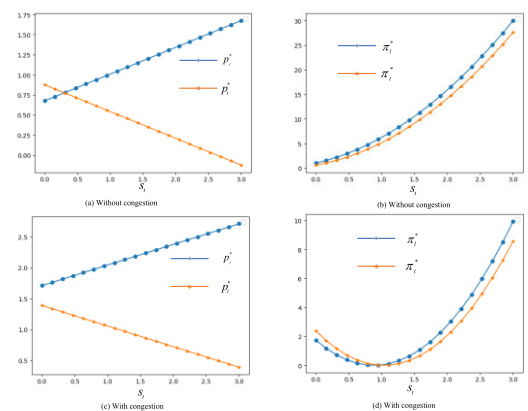 1.75
1.50
1.25
1.00
0.75
0.50
0.25
0.00
0.0 0.5 1.0 1.5 2.0 2.5 3.0
S_t
p_i^*
p_t^*
(a) Without congestion
30
25
20
15
10
5
0
0.0 0.5 1.0 1.5 2.0 2.5 3.0
S_t
π_l^*
π_t^*
(b) Without congestion
2.5
2.0
1.5
1.0
0.5
0.0 0.5 1.0 1.5 2.0 2.5 3.0
S_t
p_i^*
p_t^*
(c) With congestion
10
8
6
4
2
0
0.0 0.5 1.0 1.5 2.0 2.5 3.0
S_t
π_l^*
π_t^*
(d) With congestion